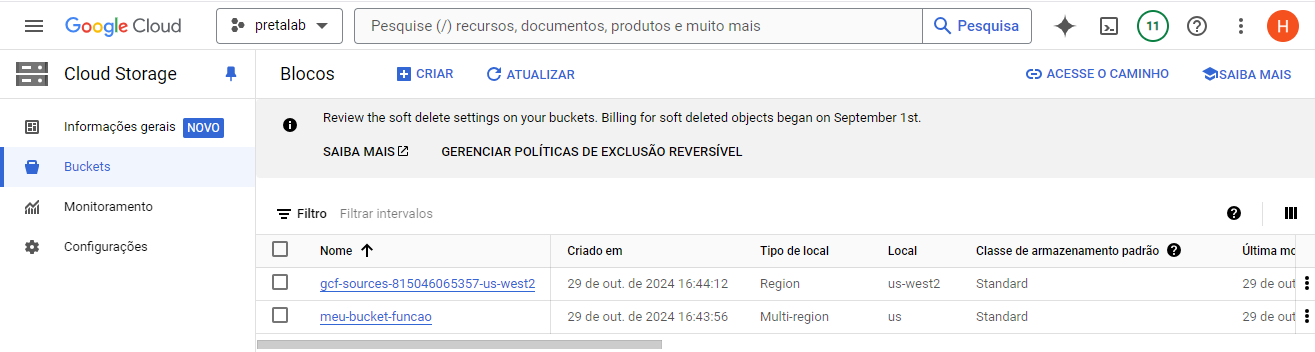 Google Cloud pretalab Pesquise (/) recursos, documentos, produtos e muito mais Pesquisa 11 H
Cloud Storage Blocos CRIAR ATUALIZAR ACESSE O CAMINHO SAIBA MAIS
Informações gerais NOVO
Buckets
Monitoramento
Configurações
Review the soft delete settings on your buckets. Billing for soft deleted objects began on September 1st.
SAIBA MAIS GERENCIAR POLÍTICAS DE EXCLUSÃO REVERSÍVEL
Filtro Filtrar intervalos
Nome Criado em Tipo de local Local Classe de armazenamento padrão Última mo
gcf-sources-815046065357-us-west2 29 de out. de 2024 16:44:12 Region us-west2 Standard 29 de out
meu-bucket-funcao 29 de out. de 2024 16:43:56 Multi-region us Standard 29 de out